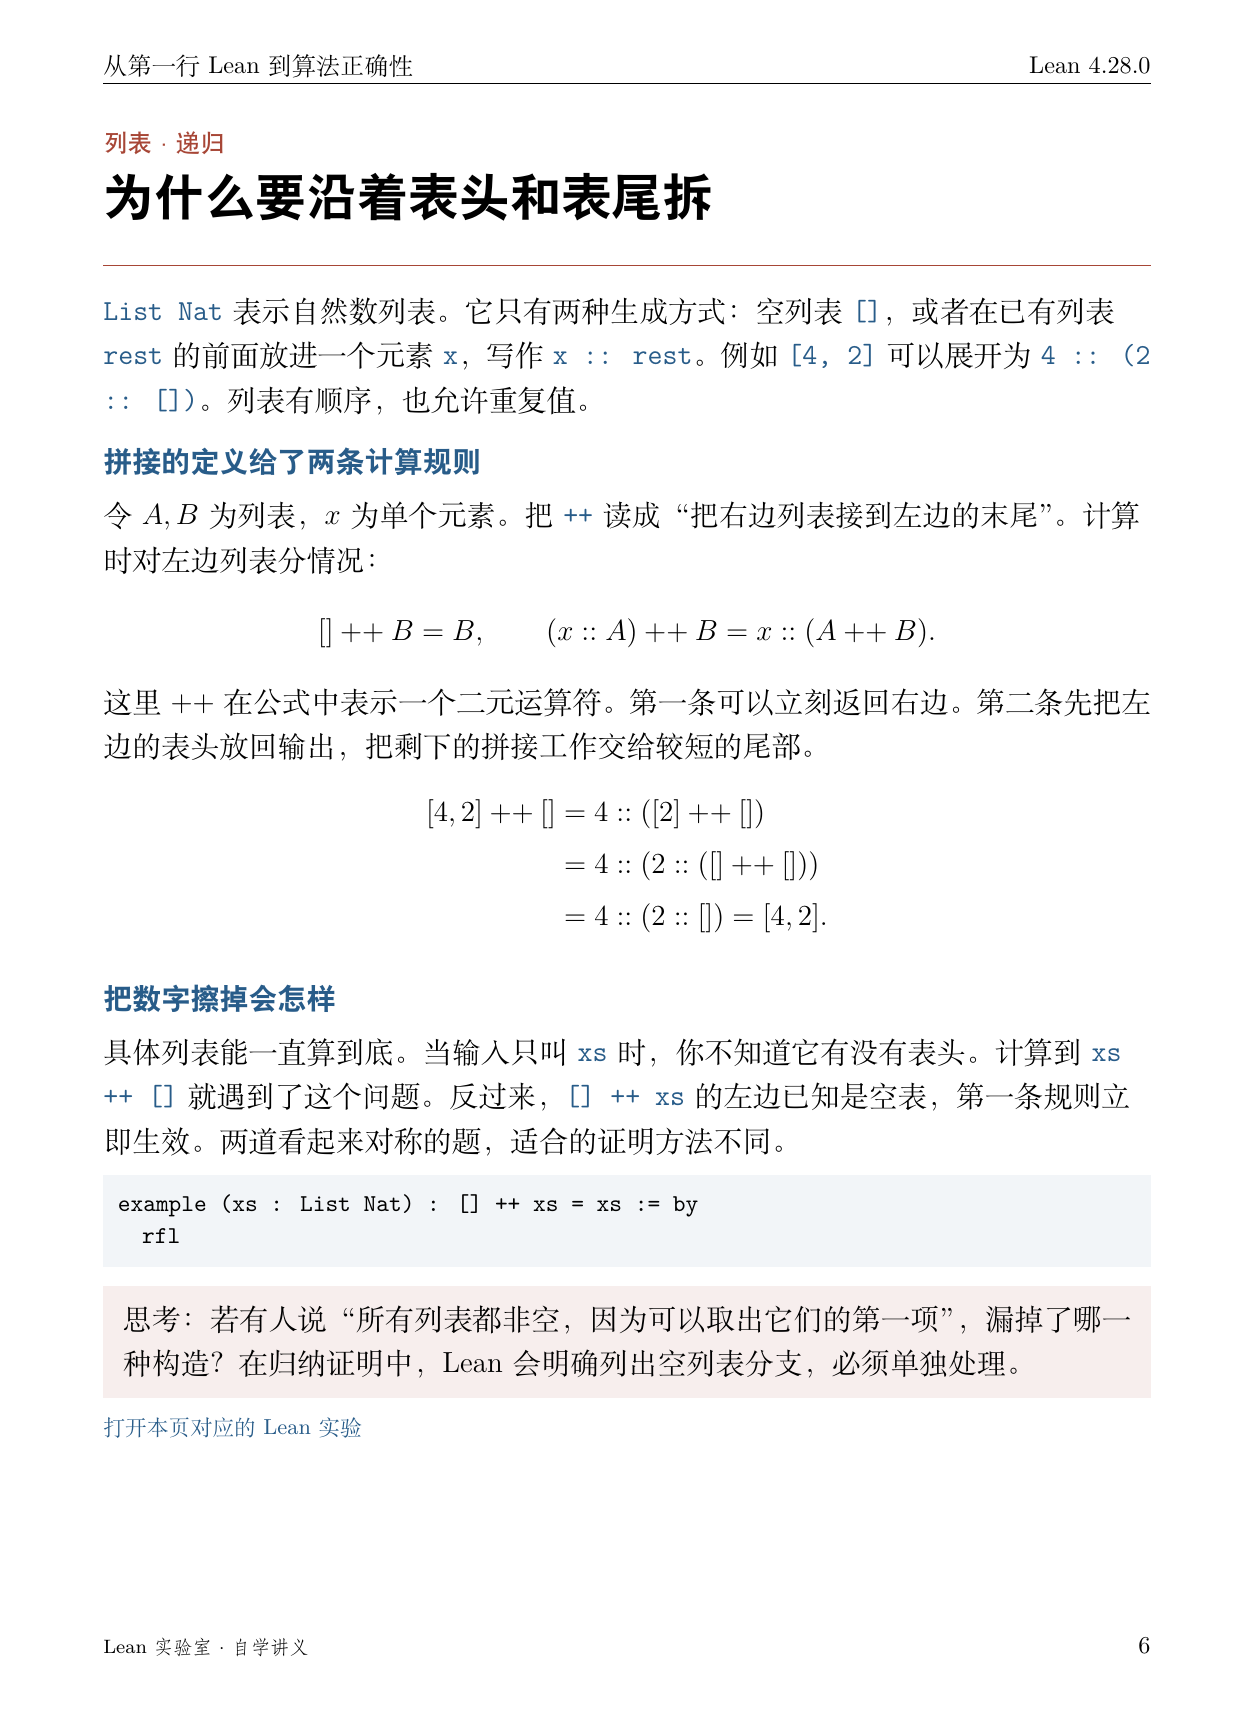 从第一行 Lean 到算法正确性
Lean 4.28.0
列表 · 递归
为什么要沿着表头和表尾拆
List Nat 表示自然数列表。它只有两种生成方式：空列表 []，或者在已有列表
rest 的前面放进一个元素 x，写作 x :: rest。例如 [4, 2] 可以展开为 4 :: (2
:: [])。列表有顺序，也允许重复值。
拼接的定义给了两条计算规则
令 A, B 为列表，x 为单个元素。把 ++ 读成“把右边列表接到左边的末尾”。计算
时对左边列表分情况：
[] ++ B = B, (x :: A) ++ B = x :: (A ++ B).
这里 ++ 在公式中表示一个二元运算符。第一条可以立刻返回右边。第二条先把左
边的表头放回输出，把剩下的拼接工作交给较短的尾部。
[4, 2] ++ [] = 4 :: ([2] ++ [])
= 4 :: (2 :: ([] ++ []))
= 4 :: (2 :: []) = [4, 2].
把数字擦掉会怎样
具体列表能一直算到底。当输入只叫 xs 时，你不知道它有没有表头。计算到 xs
++ [] 就遇到了这个问题。反过来，[] ++ xs 的左边已知是空表，第一条规则立
即生效。两道看起来对称的题，适合的证明方法不同。
example (xs : List Nat) : [] ++ xs = xs := by
  rfl
思考：若有人说“所有列表都非空，因为可以取出它们的第一项”，漏掉了哪一
种构造？在归纳证明中，Lean 会明确列出空列表分支，必须单独处理。
打开本页对应的 Lean 实验
Lean 实验室 · 自学讲义
6